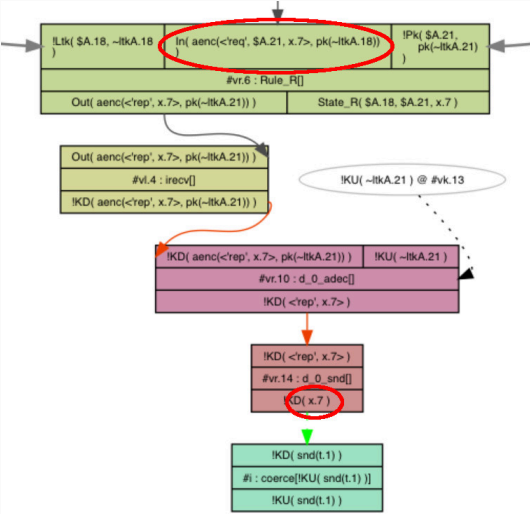 !Ltk( $A.18, ~ltkA.18
)
In( aenc(<'req', $A.21, x.7>, pk(~ltkA.18))
)
!Pk( $A.21,
pk(~ltkA.21)
)
#vr.6 : Rule_R[]
Out( aenc(<'rep', x.7>, pk(~ltkA.21)) )
State_R( $A.18, $A.21, x.7 )
Out( aenc(<'rep', x.7>, pk(~ltkA.21)) )
#vl.4 : irecv[]
!KD( aenc(<'rep', x.7>, pk(~ltkA.21)) )
!KU( ~ltkA.21 ) @ #vk.13
!KD( aenc(<'rep', x.7>, pk(~ltkA.21)) )
!KU( ~ltkA.21 )
#vr.10 : d_0_adec[]
!KD( <'rep', x.7> )
!KD( <'rep', x.7> )
#vr.14 : d_0_snd[]
!KD( x.7 )
!KD( snd(t.1) )
#i : coerce[!KU( snd(t.1) )]
!KU( snd(t.1) )